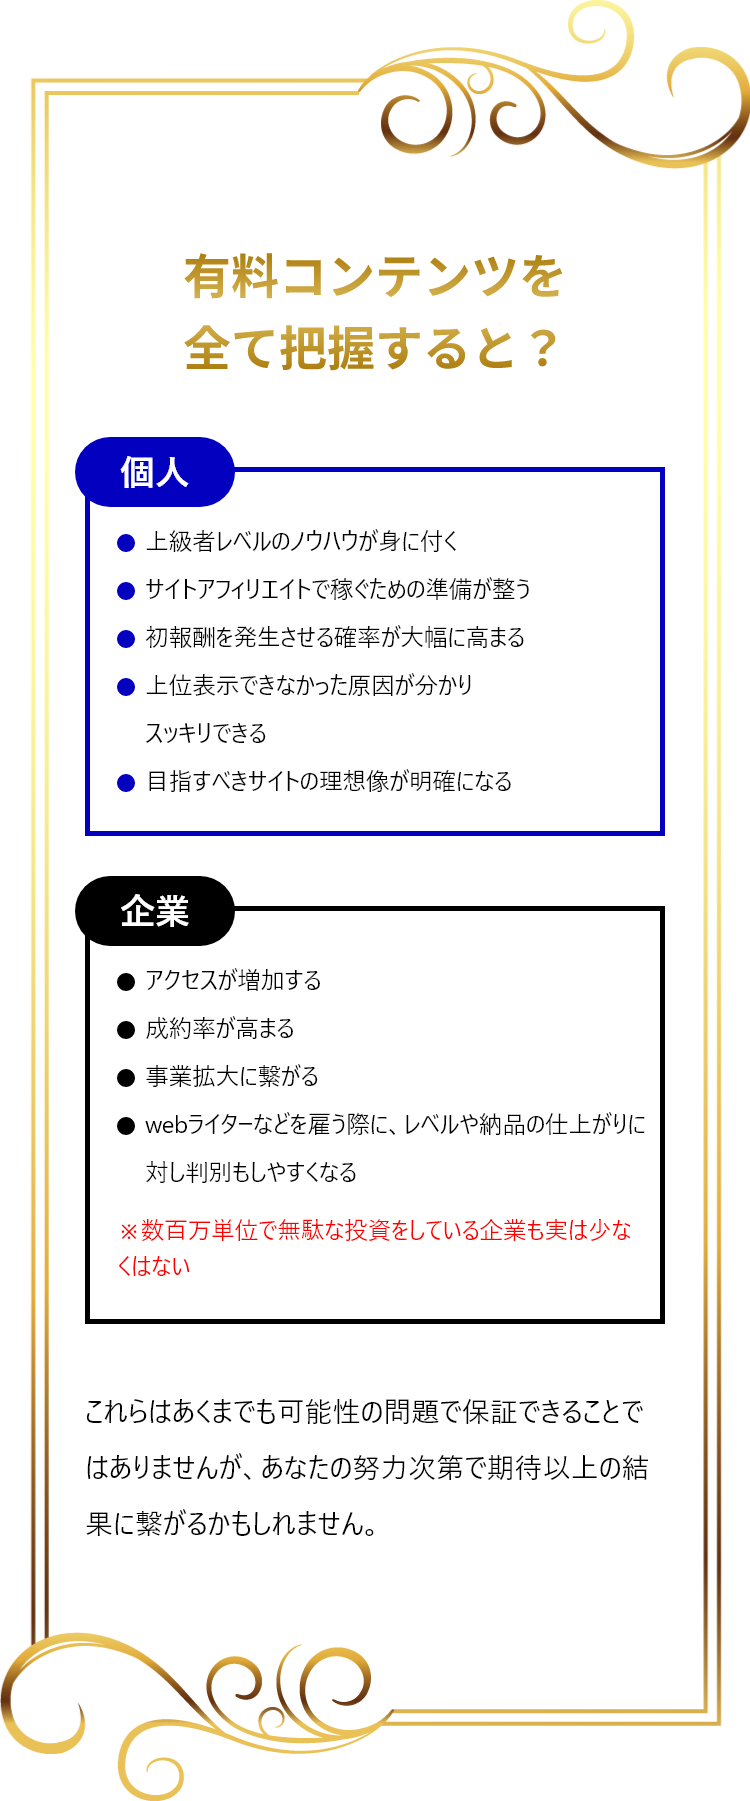 有料コンテンツを
全て把握すると？
個人
● 上級者レベルのノウハウが身に付く
● サイトアフィリエイトで稼ぐための準備が整う
● 初報酬を発生させる確率が大幅に高まる
● 上位表示できなかった原因が分かり
スッキリできる
● 目指すべきサイトの理想像が明確になる
企業
● アクセスが増加する
● 成約率が高まる
● 事業拡大に繋がる
● webライターなどを雇う際に、レベルや納品の仕上がりに
対し判別もしやすくなる
※数百万単位で無駄な投資をしている企業も実は少な
くはない
これらはあくまでも可能性の問題で保証できることで
はありませんが、あなたの努力次第で期待以上の結
果に繋がるかもしれません。